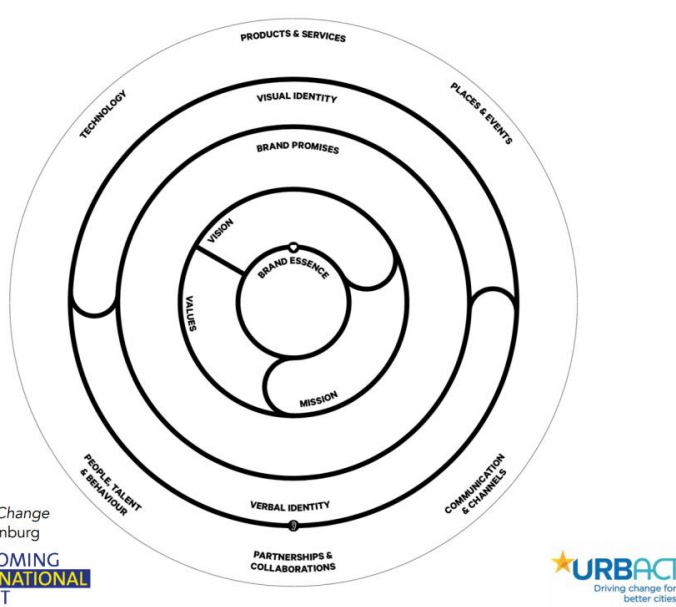 PRODUCTS & SERVICES
TECHNOLOGY
PLACES & EVENTS
VISUAL IDENTITY
BRAND PROMISES
VISION
BRAND ESSENCE
VALUES
MISSION
PEOPLE, TALENT
& BEHAVIOUR
COMMUNICATION
& CHANNELS
VERBAL IDENTITY
PARTNERSHIPS &
COLLABORATIONS
Change
nburg
OMING
NATIONAL
T
URBACT
Driving change for
better cities